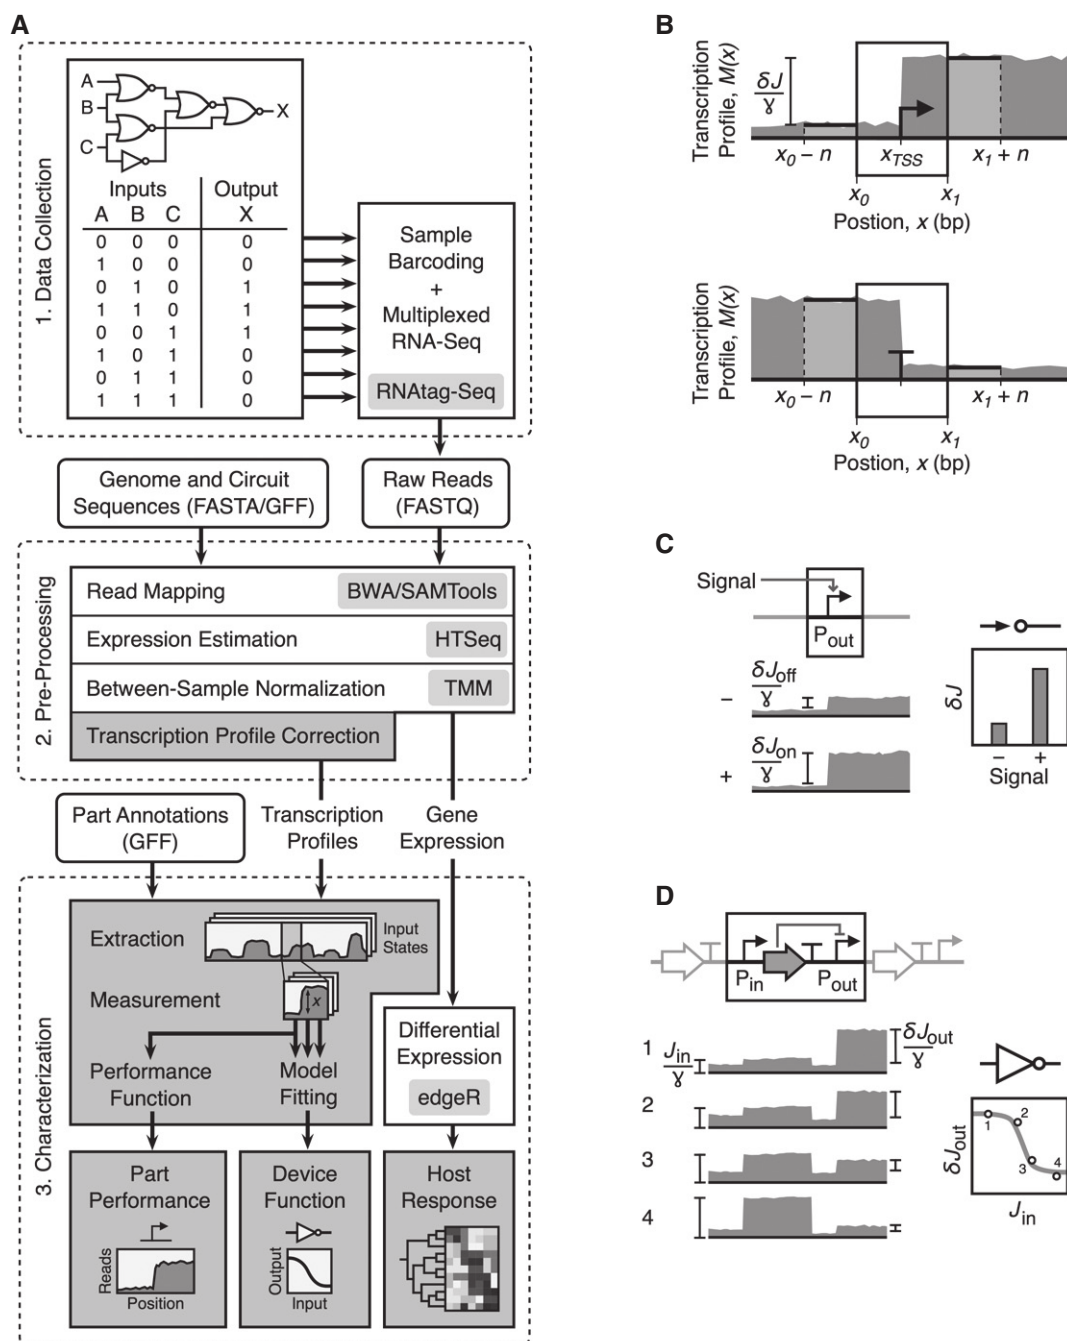 A
1. Data Collection
A
B
C
X
Inputs Output
A B C X
0 0 0 0
1 0 0 0
0 1 0 1
1 1 0 1
0 0 1 1
1 0 1 0
0 1 1 0
1 1 1 0
Sample
Barcoding
+
Multiplexed
RNA-Seq
RNAtag-Seq
Genome and Circuit
Sequences (FASTA/GFF)
Raw Reads
(FASTQ)
2. Pre-Processing
Read Mapping BWA/SAMTools
Expression Estimation HTSeq
Between-Sample Normalization TMM
Transcription Profile Correction
Part Annotations
(GFF)
Transcription
Profiles
Gene
Expression
3. Characterization
Extraction
Input
States
Measurement
x
Performance
Function
Model
Fitting
Differential
Expression
edgeR
Part
Performance
Reads
Position
Device
Function
Output
Input
Host
Response
B
Transcription
Profile, M(x)
δJ
γ
x0 – n xTSS x1 + n
x0 x1
Postion, x (bp)
Transcription
Profile, M(x)
x0 – n x1 + n
x0 x1
Postion, x (bp)
C
Signal
Pout
–
δJoff
γ
+
δJon
γ
δJ
– +
Signal
D
Pin Pout
1
Jin
γ
δJout
γ
2
3
4
δJout
1
2
3
4
Jin